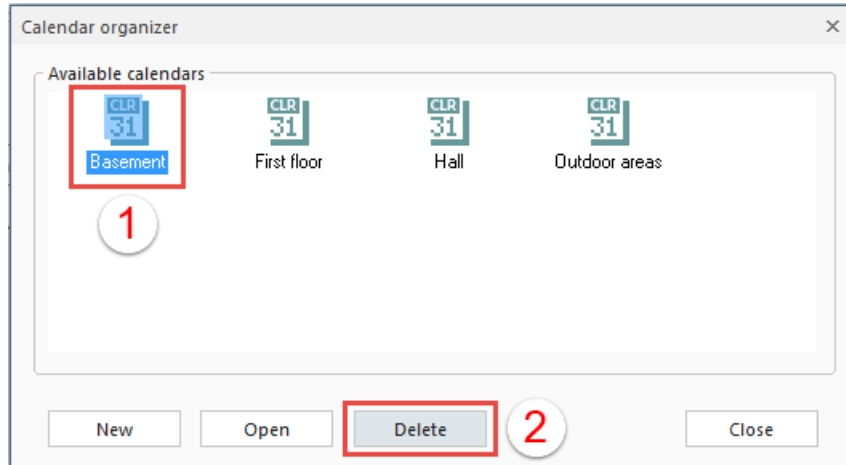 Calendar organizer
Available calendars
CLR 31 CLR 31 CLR 31 CLR 31
Basement First floor Hall Outdoor areas
1
New Open Delete 2 Close